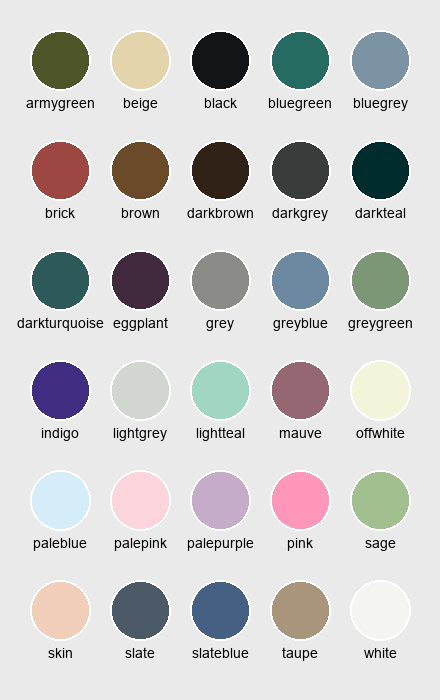 armygreen beige black bluegreen bluegrey
brick brown darkbrown darkgrey darkteal
darkturquoise eggplant grey greyblue greygreen
indigo lightgrey lightteal mauve offwhite
paleblue palepink palepurple pink sage
skin slate slateblue taupe white